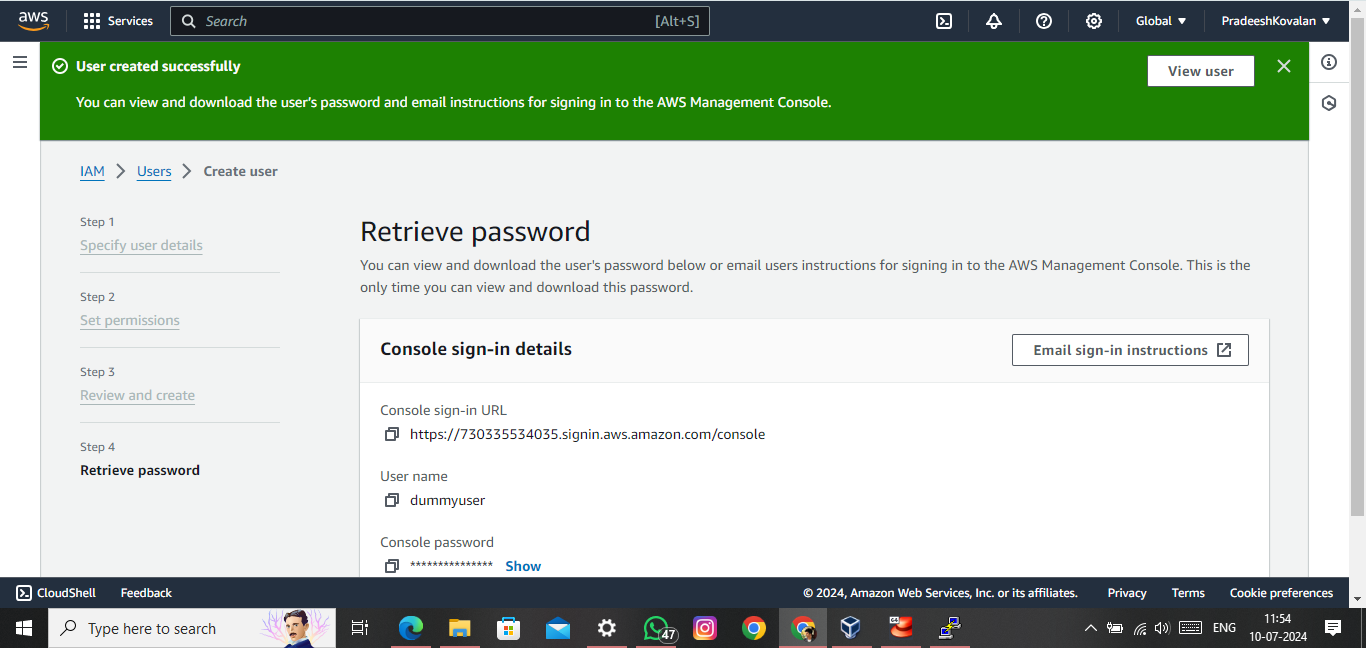 aws
Services
Search [Alt+S]
Global
PradeeshKovalan
User created successfully
View user
You can view and download the user's password and email instructions for signing in to the AWS Management Console.
IAM Users Create user
Step 1
Specify user details
Step 2
Set permissions
Step 3
Review and create
Step 4
Retrieve password
Retrieve password
You can view and download the user's password below or email users instructions for signing in to the AWS Management Console. This is the
only time you can view and download this password.
Console sign-in details
Email sign-in instructions
Console sign-in URL
https://730335534035.signin.aws.amazon.com/console
User name
dummyuser
Console password
*************** Show
CloudShell
Feedback
© 2024, Amazon Web Services, Inc. or its affiliates.
Privacy
Terms
Cookie preferences
Type here to search
47
64
ENG
11:54
10-07-2024